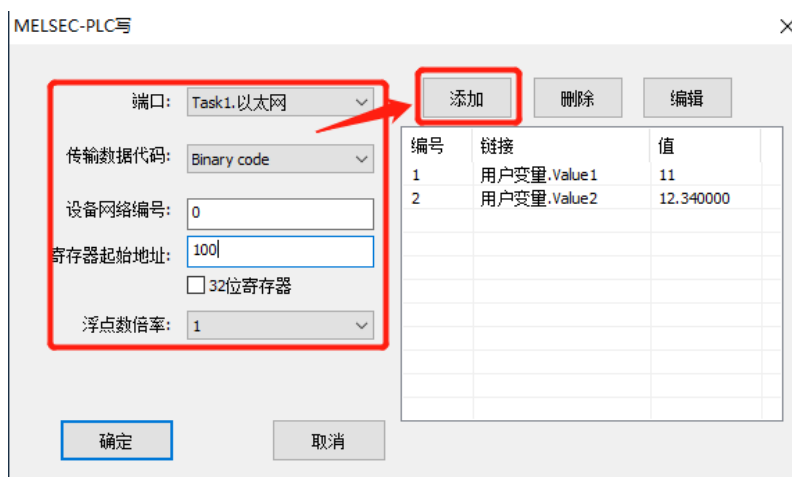 MELSEC-PLC写
端口: Task1.以太网
传输数据代码: Binary code
设备网络编号: 0
寄存器起始地址: 100
32位寄存器
浮点数倍率: 1
确定 取消
添加 删除 编辑
编号 链接 值
1 用户变量.Value1 11
2 用户变量.Value2 12.340000